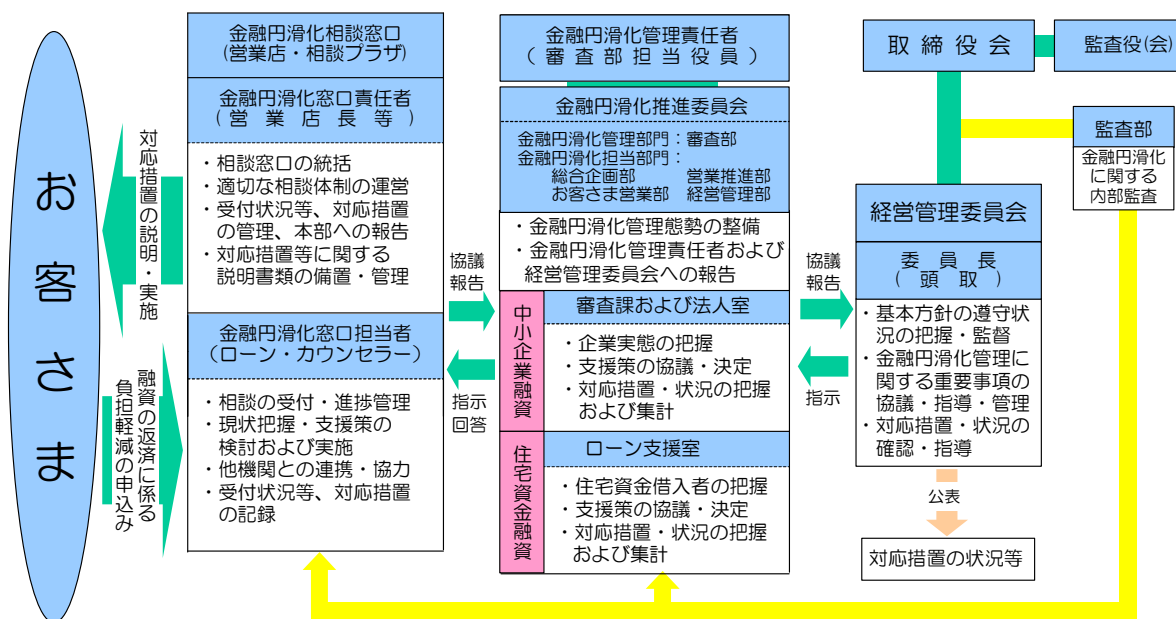 お客さま
対応措置の説明・実施
融資の返済に係る
負担軽減の申込み
金融円滑化相談窓口
(営業店・相談プラザ)
金融円滑化窓口責任者
(営業店長等)
・相談窓口の統括
・適切な相談体制の運営
・受付状況等、対応措置
の管理、本部への報告
・対応措置等に関する
説明書類の備置・管理
金融円滑化窓口担当者
(ローン・カウンセラー)
・相談の受付・進捗管理
・現状把握・支援策の
検討および実施
・他機関との連携・協力
・受付状況等、対応措置
の記録
協議
報告
指示
回答
金融円滑化管理責任者
(審査部担当役員)
金融円滑化推進委員会
金融円滑化管理部門:審査部
金融円滑化担当部門:
総合企画部 営業推進部
お客さま営業部 経営管理部
・金融円滑化管理態勢の整備
・金融円滑化管理責任者および
経営管理委員会への報告
中小企業融資
審査課および法人室
・企業実態の把握
・支援策の協議・決定
・対応措置・状況の把握
および集計
住宅資金融資
ローン支援室
・住宅資金借入者の把握
・支援策の協議・決定
・対応措置・状況の把握
および集計
協議
報告
指示
取締役会
監査役(会)
監査部
金融円滑化
に関する
内部監査
経営管理委員会
委員長
(頭取)
・基本方針の遵守状
況の把握・監督
・金融円滑化管理に
関する重要事項の
協議・指導・管理
・対応措置・状況の
確認・指導
公表
対応措置の状況等